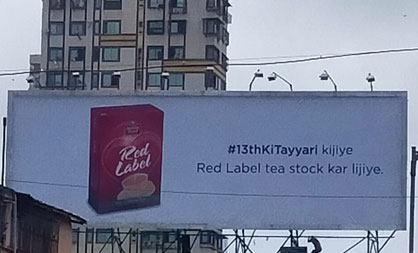 Red
Label
#13thKiTayyari kijiye
Red Label tea stock kar lijiye.